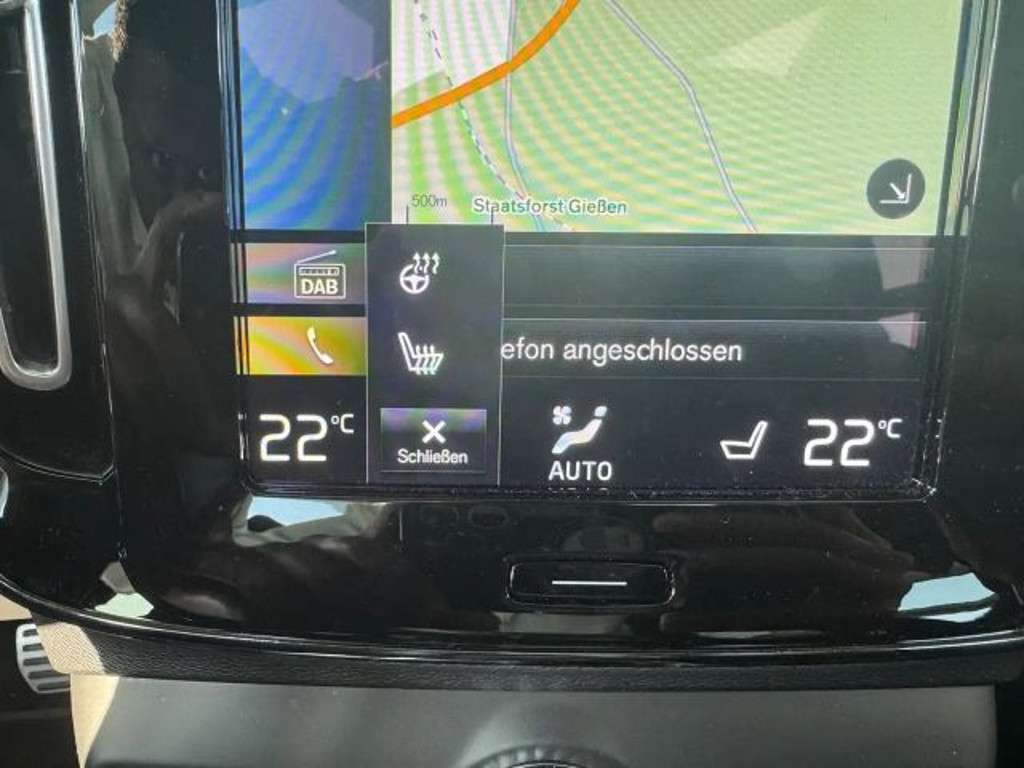 500m
Staatsforst Gießen
DAB
efon angeschlossen
22°C
Schließen
AUTO
22°C